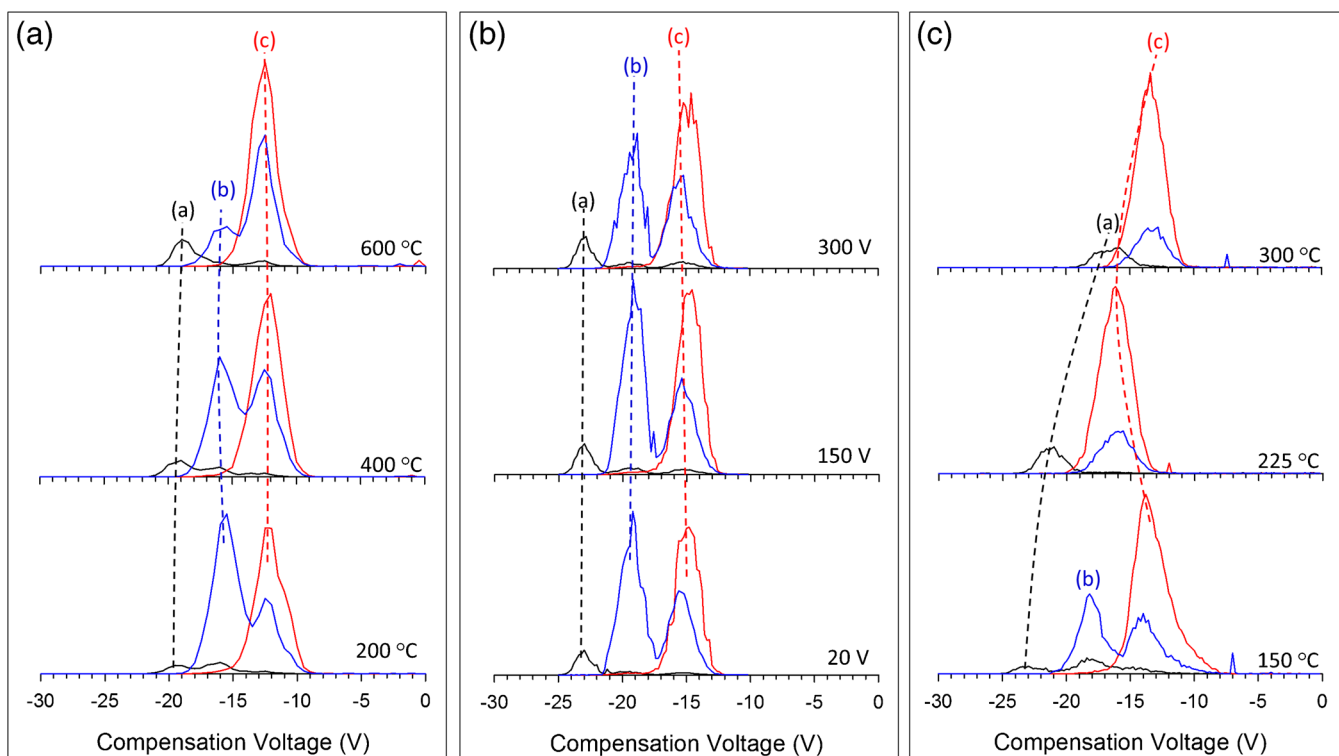 (a)
(c)
(b)
(a)
600 °C
400 °C
200 °C
-30 -25 -20 -15 -10 -5 0
Compensation Voltage (V)
(b)
(c)
(b)
(a)
300 V
150 V
20 V
-30 -25 -20 -15 -10 -5 0
Compensation Voltage (V)
(c)
(c)
(a)
300 °C
225 °C
(b)
150 °C
-30 -25 -20 -15 -10 -5 0
Compensation Voltage (V)